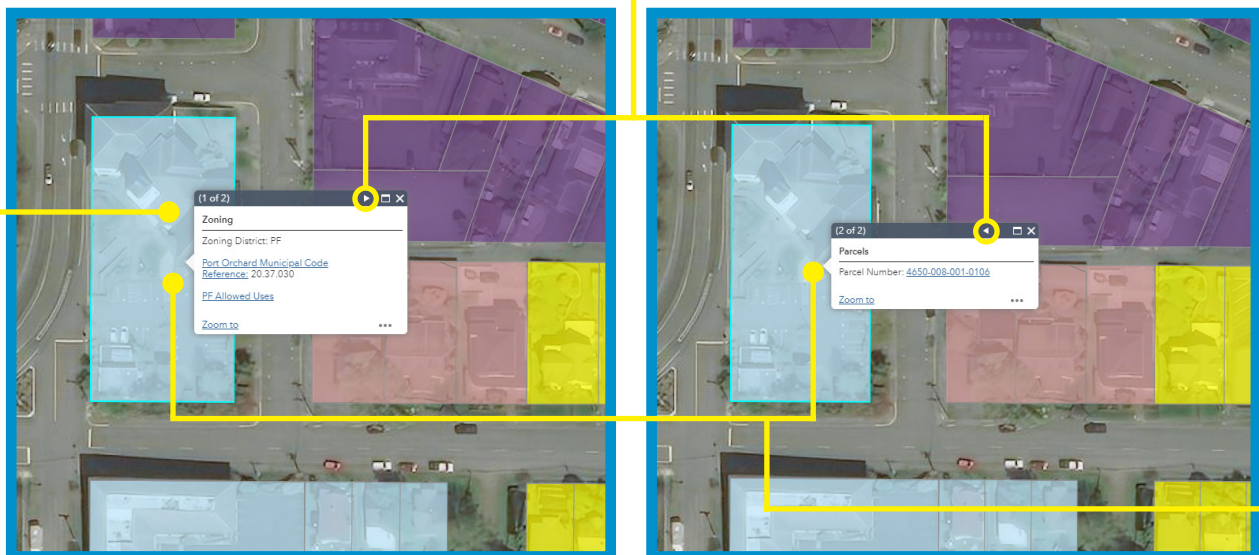 (1 of 2)
Zoning
Zoning District: PF
Port Orchard Municipal Code
Reference: 20.37.030
PF Allowed Uses
Zoom to
(2 of 2)
Parcels
Parcel Number: 4650-008-001-0106
Zoom to